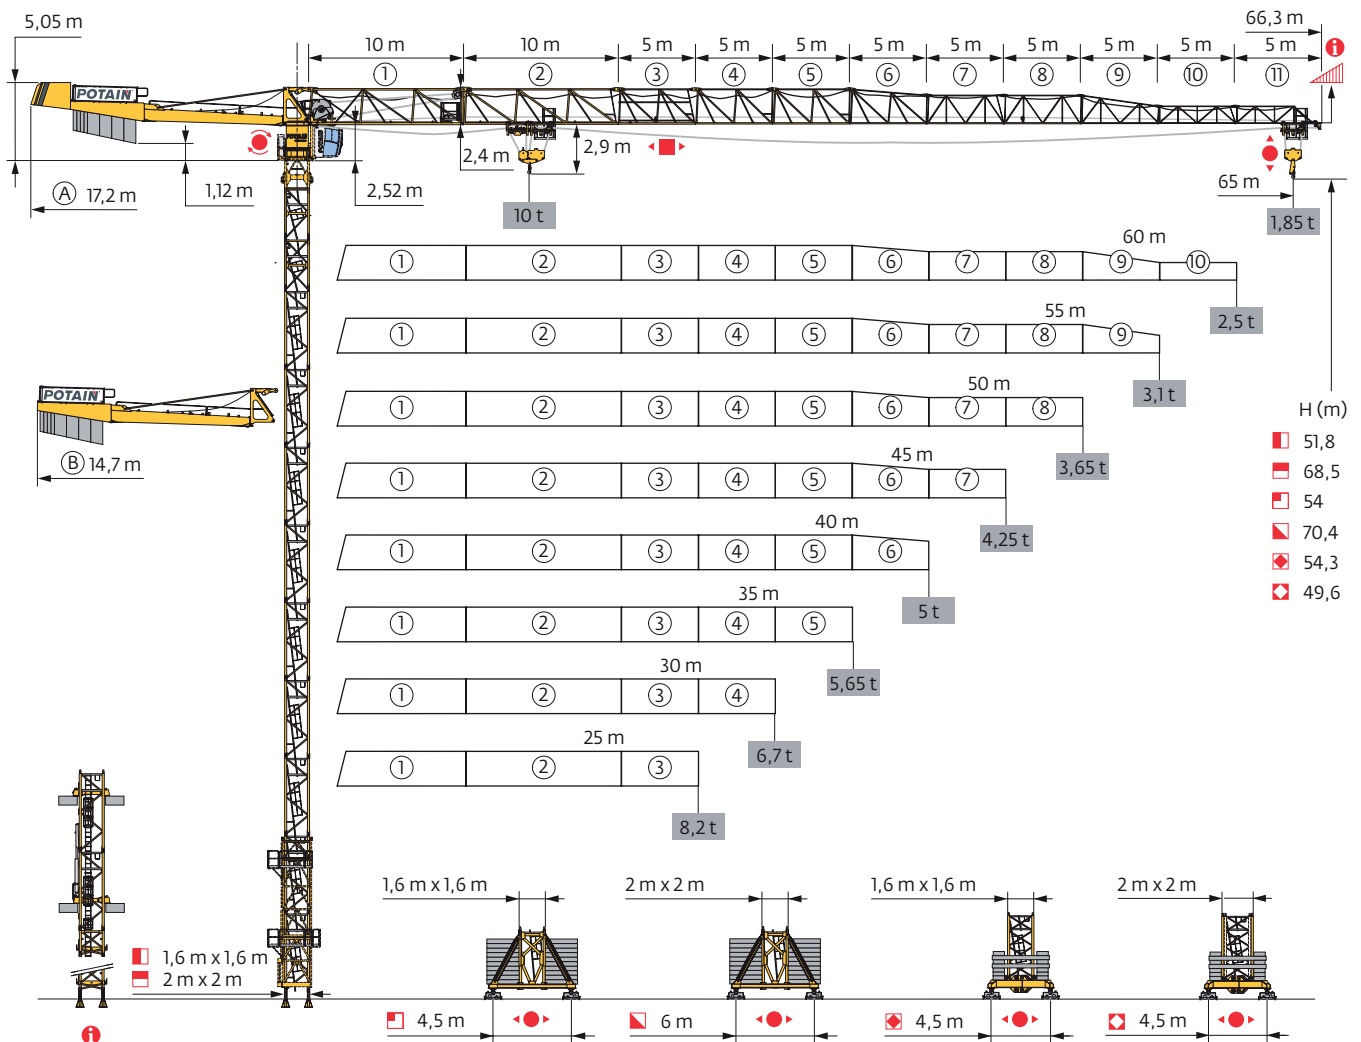 5,05 m
66,3 m
10 m 10 m 5 m 5 m 5 m 5 m 5 m 5 m 5 m 5 m 5 m
1 2 3 4 5 6 7 8 9 10 11
i
POTAIN
POTAIN
2,4 m
2,9 m
A 17,2 m
1,12 m
2,52 m
65 m
10 t
1,85 t
60 m
1 2 3 4 5 6 7 8 9 10
2,5 t
55 m
1 2 3 4 5 6 7 8 9
3,1 t
POTAIN
50 m
1 2 3 4 5 6 7 8
3,65 t
B 14,7 m
45 m
1 2 3 4 5 6 7
4,25 t
H (m)
51,8
68,5
54
70,4
54,3
49,6
40 m
1 2 3 4 5 6
5 t
35 m
1 2 3 4 5
5,65 t
30 m
1 2 3 4
6,7 t
25 m
1 2 3
8,2 t
1,6 m x 1,6 m
2 m x 2 m
1,6 m x 1,6 m
2 m x 2 m
1,6 m x 1,6 m
2 m x 2 m
i
4,5 m
6 m
4,5 m
4,5 m